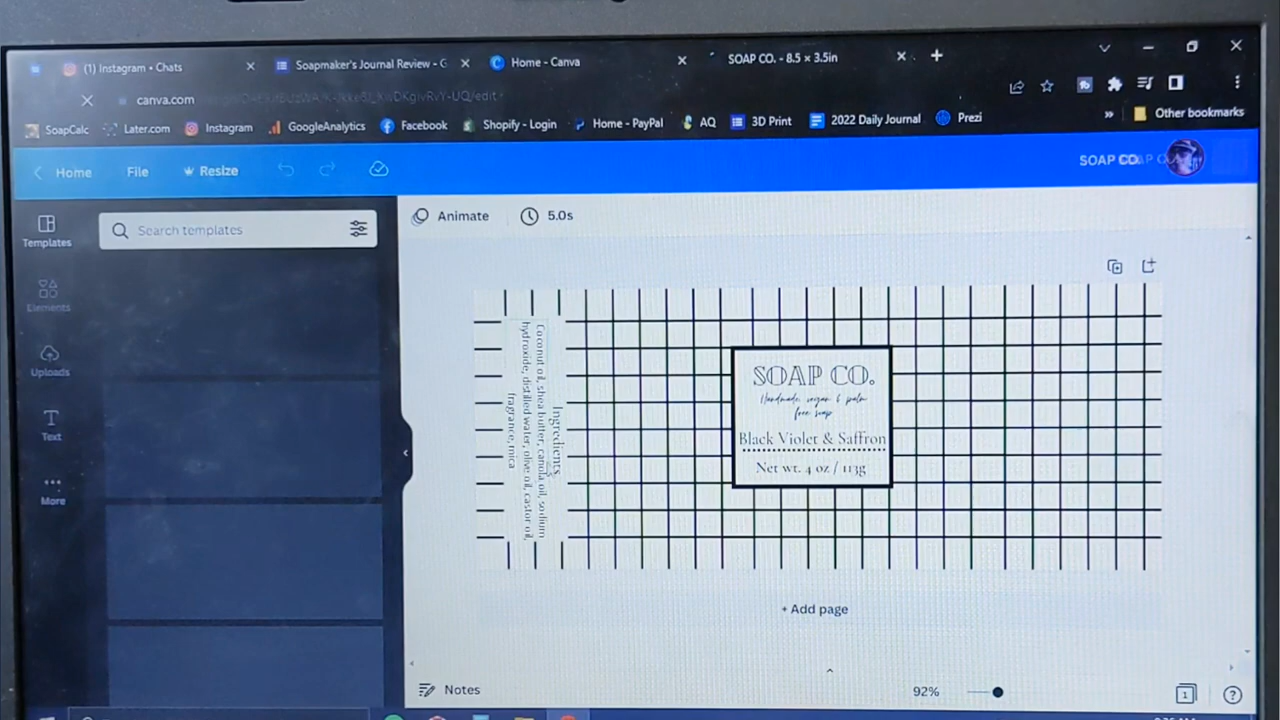 (1) Instagram • Chats
Soapmaker's Journal Review - G
Home - Canva
SOAP CO. - 8.5 × 3.5in
canva.com
SoapCalc
Later.com
Instagram
GoogleAnalytics
Facebook
Shopify - Login
Home - PayPal
AQ
3D Print
2022 Daily Journal
Prezi
Other bookmarks
Home
File
Resize
SOAP CO.
Templates
Search templates
Animate
5.0s
Elements
Uploads
Text
More
Ingredients
Coconut oil, shea butter, canola oil, sodium
hydroxide, distilled water, olive oil, castor oil,
fragrance, mica
SOAP CO.
Handmade, vegan & palm
free soap
Black Violet & Saffron
Net wt. 4 oz / 113g
+ Add page
Notes
92%
1
?